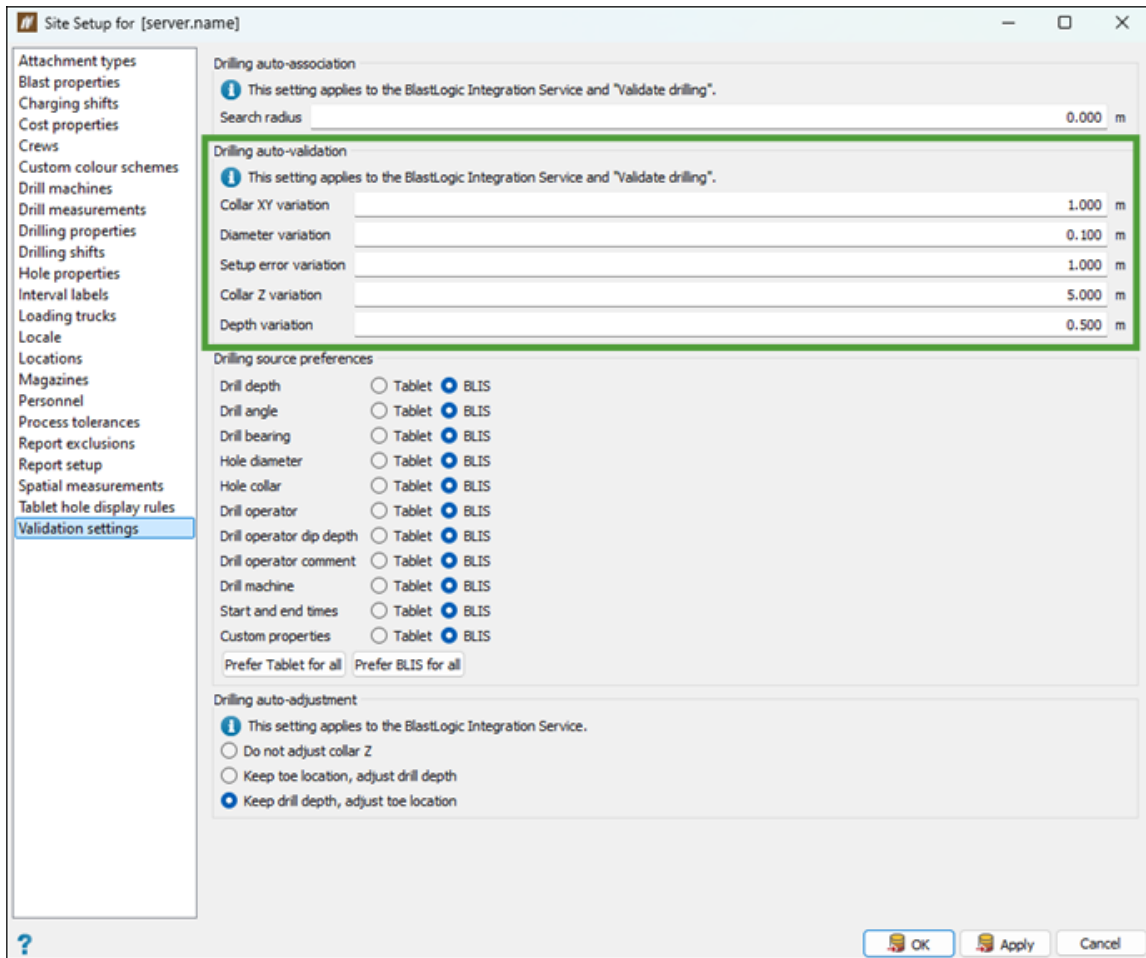 Site Setup for [server.name]
Attachment types
Blast properties
Charging shifts
Cost properties
Crews
Custom colour schemes
Drill machines
Drill measurements
Drilling properties
Drilling shifts
Hole properties
Interval labels
Loading trucks
Locale
Locations
Magazines
Personnel
Process tolerances
Report exclusions
Report setup
Spatial measurements
Tablet hole display rules
Validation settings
Drilling auto-association
This setting applies to the BlastLogic Integration Service and "Validate drilling".
Search radius 0.000 m
Drilling auto-validation
This setting applies to the BlastLogic Integration Service and "Validate drilling".
Collar XY variation 1.000 m
Diameter variation 0.100 m
Setup error variation 1.000 m
Collar Z variation 5.000 m
Depth variation 0.500 m
Drilling source preferences
Drill depth Tablet BLIS
Drill angle Tablet BLIS
Drill bearing Tablet BLIS
Hole diameter Tablet BLIS
Hole collar Tablet BLIS
Drill operator Tablet BLIS
Drill operator dip depth Tablet BLIS
Drill operator comment Tablet BLIS
Drill machine Tablet BLIS
Start and end times Tablet BLIS
Custom properties Tablet BLIS
Prefer Tablet for all Prefer BLIS for all
Drilling auto-adjustment
This setting applies to the BlastLogic Integration Service.
Do not adjust collar Z
Keep toe location, adjust drill depth
Keep drill depth, adjust toe location
? OK Apply Cancel